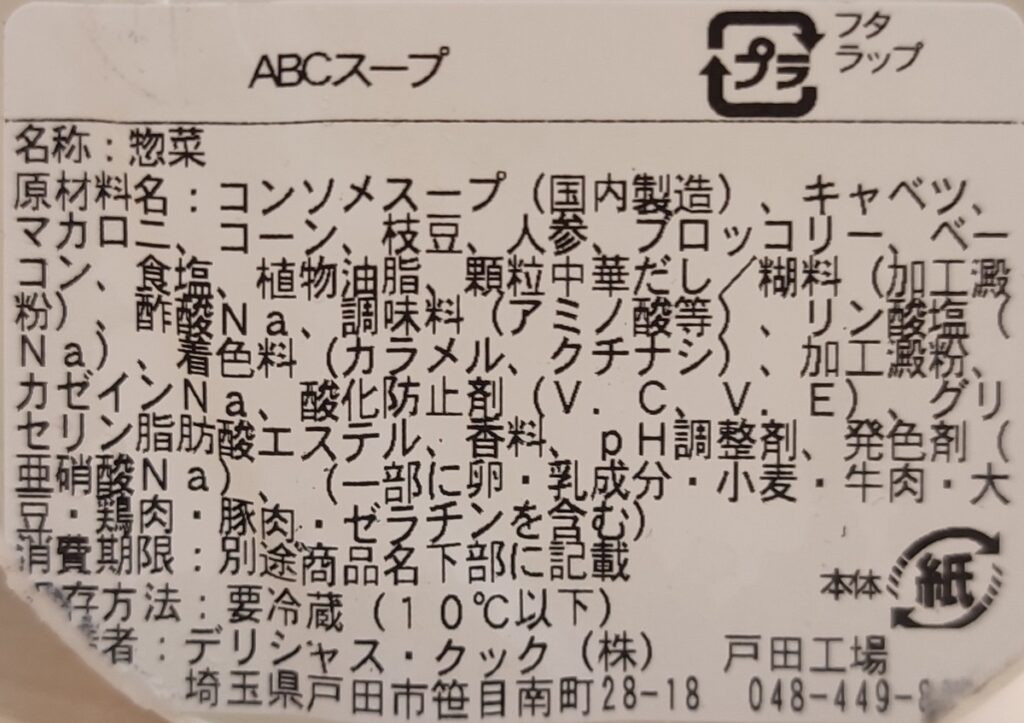 ABCスープ
プラ
フタ
ラップ
名称：惣菜
原材料名：コンソメスープ（国内製造）、キャベツ、
マカロニ、コーン、枝豆、人参、ブロッコリー、ベー
コン、食塩、植物油脂、顆粒中華だし／糊料（加工澱
粉）、酢酸Ｎａ、調味料（アミノ酸等）、リン酸塩（
Ｎａ）、着色料（カラメル、クチナシ）、加工澱粉、
カゼインＮａ、酸化防止剤（Ｖ．Ｃ、Ｖ．Ｅ）、グリ
セリン脂肪酸エステル、香料、ｐＨ調整剤、発色剤（
亜硝酸Ｎａ）、（一部に卵・乳成分・小麦・牛肉・大
豆・鶏肉・豚肉・ゼラチンを含む）
消費期限：別途商品名下部に記載
存方法：要冷蔵（１０℃以下）
者：デリシャス・クック（株） 戸田工場
埼玉県戸田市笹目南町28-18 048-449-
本体
紙